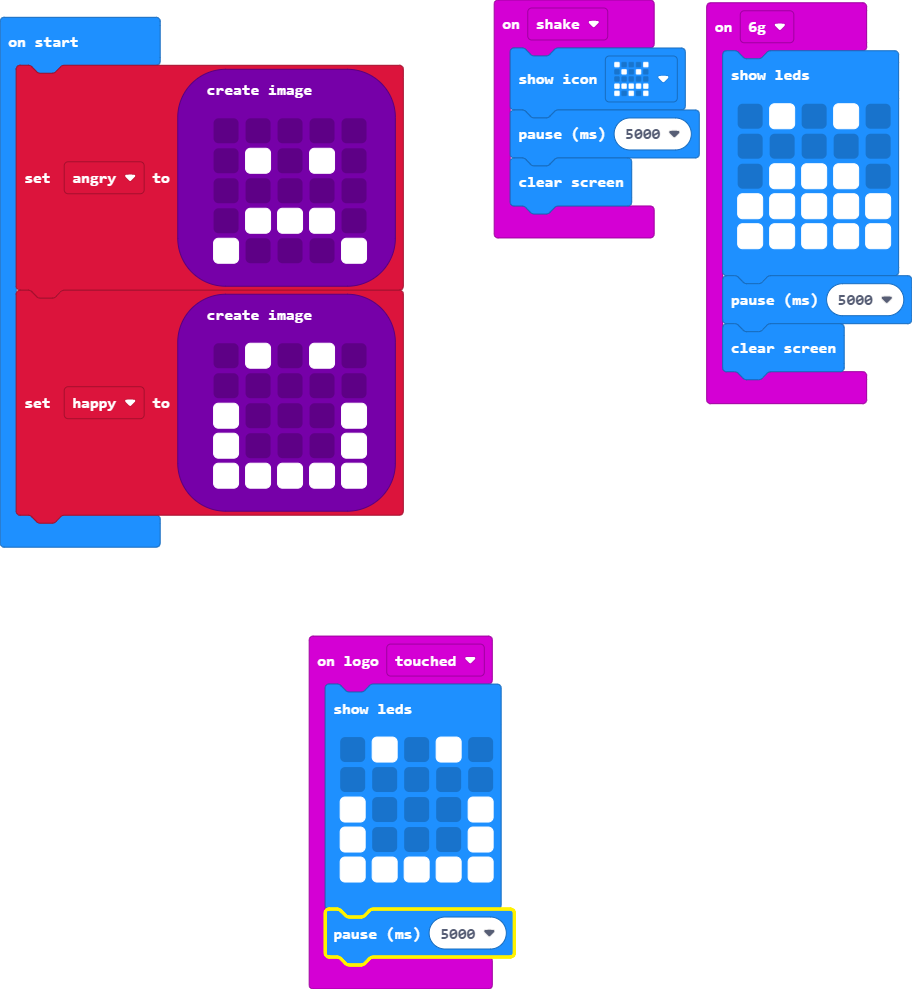 on start
create image
set angry to
create image
set happy to
on shake
show icon
pause (ms) 5000
clear screen
on 6g
show leds
pause (ms) 5000
clear screen
on logo touched
show leds
pause (ms) 5000